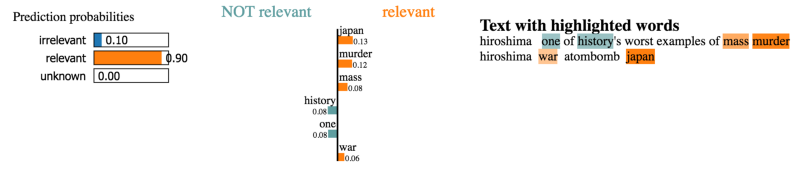 Prediction probabilities
irrelevant 0.10
relevant 0.90
unknown 0.00
NOT relevant relevant
japan
0.13
murder
0.12
mass
0.08
history
0.08
one
0.08
war
0.06
Text with highlighted words
hiroshima one of history's worst examples of mass murder
hiroshima war atombomb japan